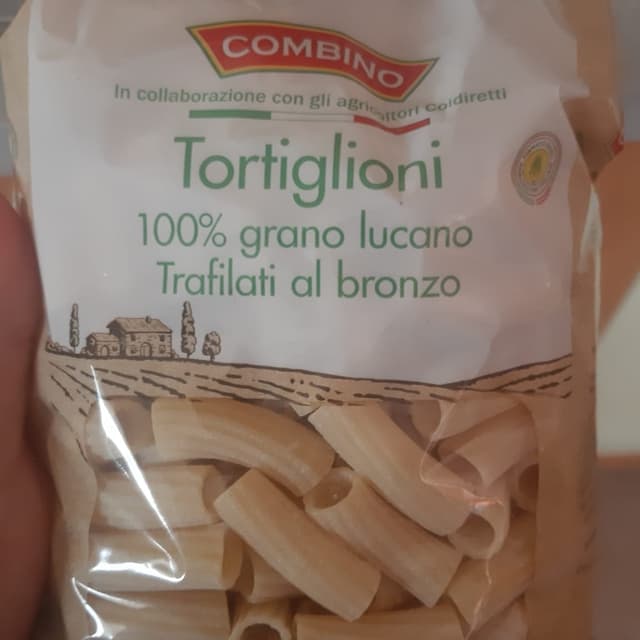 COMBINO
In collaborazione con gli agricoltori Coldiretti
Tortiglioni
100% grano lucano
Trafilati al bronzo